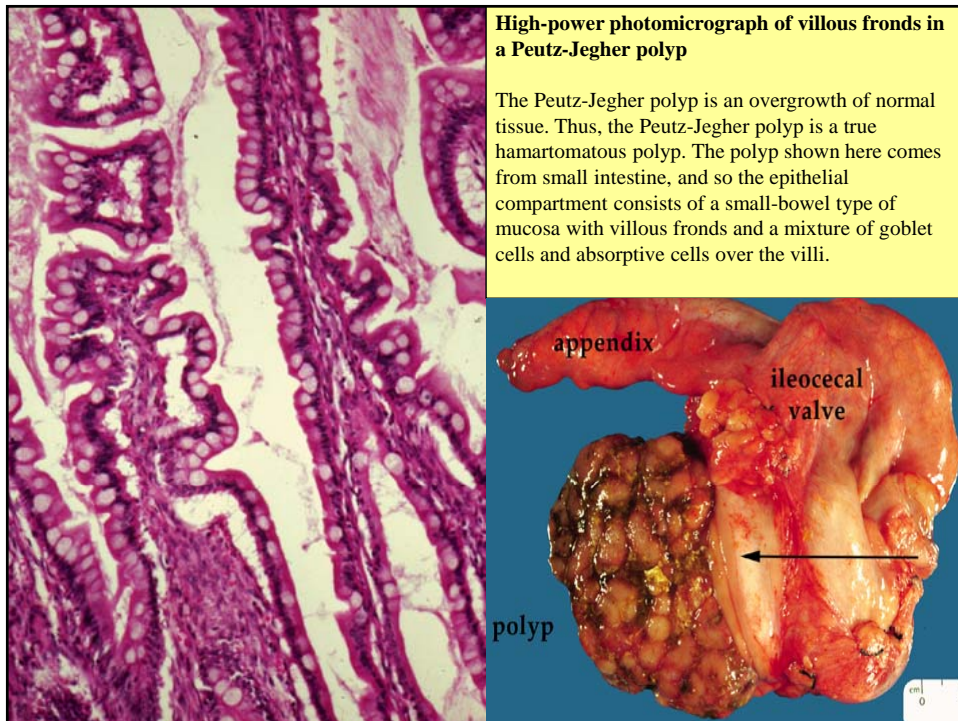 High-power photomicrograph of villous fronds in
a Peutz-Jegher polyp
The Peutz-Jegher polyp is an overgrowth of normal
tissue. Thus, the Peutz-Jegher polyp is a true
hamartomatous polyp. The polyp shown here comes
from small intestine, and so the epithelial
compartment consists of a small-bowel type of
mucosa with villous fronds and a mixture of goblet
cells and absorptive cells over the villi.
appendix
ileocecal
valve
polyp
cm
0